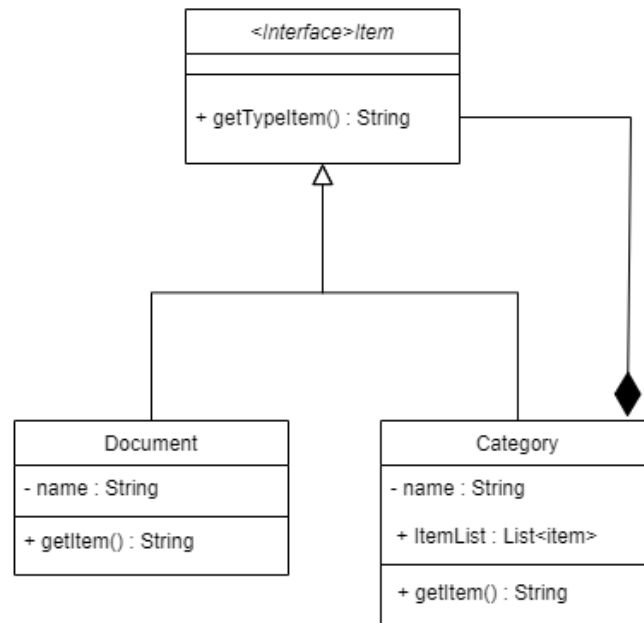 <Interface>Item
+ getTypeItem() : String
Document
- name : String
+ getItem() : String
Category
- name : String
+ ItemList : List<item>
+ getItem() : String